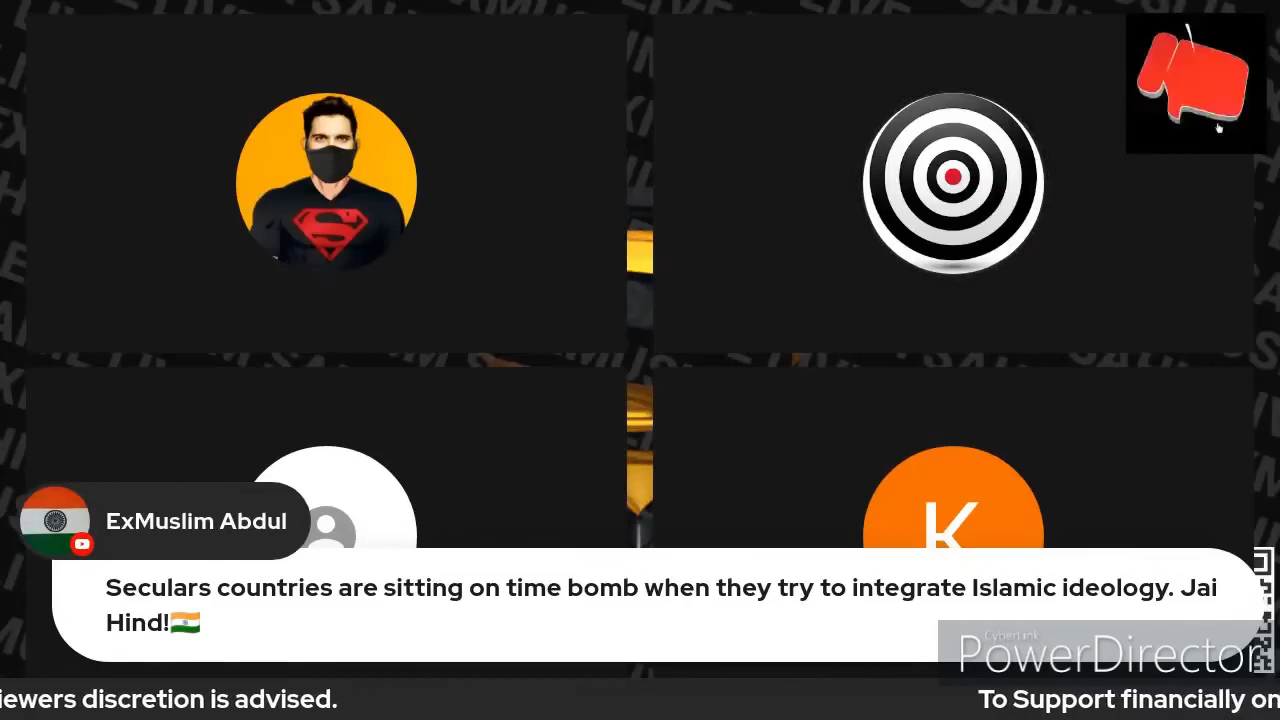 K
ExMuslim Abdul
Seculars countries are sitting on time bomb when they try to integrate Islamic ideology. Jai
Hind!🇮🇳
CyberLink
PowerDirector
iewers discretion is advised.
To Support financially on